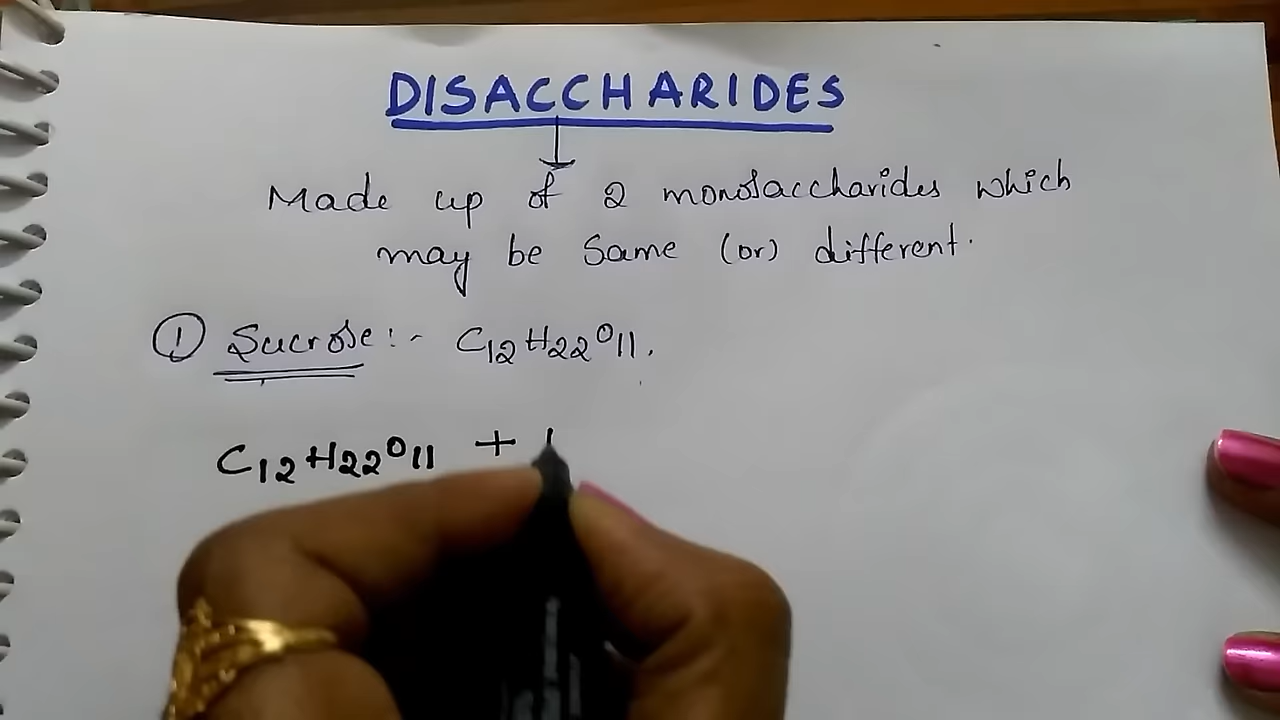 DISACCHARIDES
Made up of 2 monosaccharides which
may be Same (or) different.
① Sucrose:- C12H22O11.
C12H22O11 +